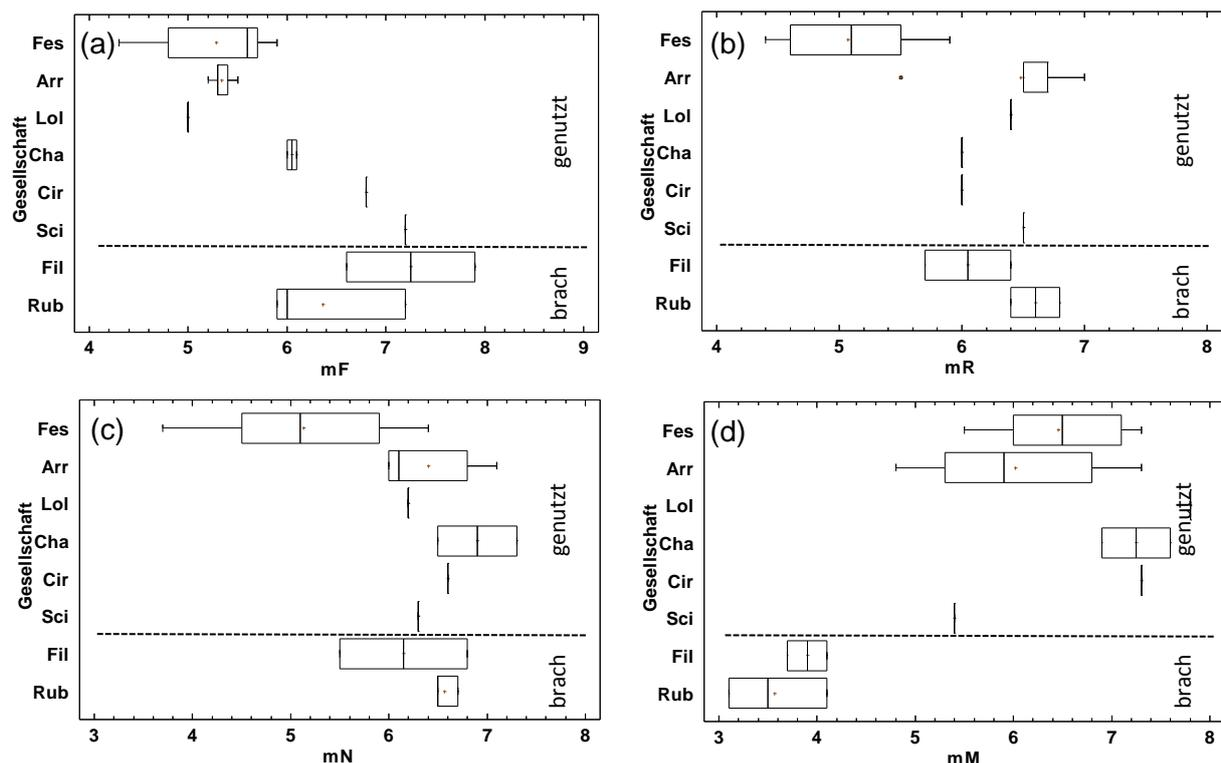 (a)
Gesellschaft
Fes
Arr
Lol
Cha
Cir
Sci
Fil
Rub
genutzt
brach
4 5 6 7 8 9
mF
(b)
Gesellschaft
Fes
Arr
Lol
Cha
Cir
Sci
Fil
Rub
genutzt
brach
4 5 6 7 8
mR
(c)
Gesellschaft
Fes
Arr
Lol
Cha
Cir
Sci
Fil
Rub
genutzt
brach
3 4 5 6 7 8
mN
(d)
Gesellschaft
Fes
Arr
Lol
Cha
Cir
Sci
Fil
Rub
genutzt
brach
3 4 5 6 7 8
mM